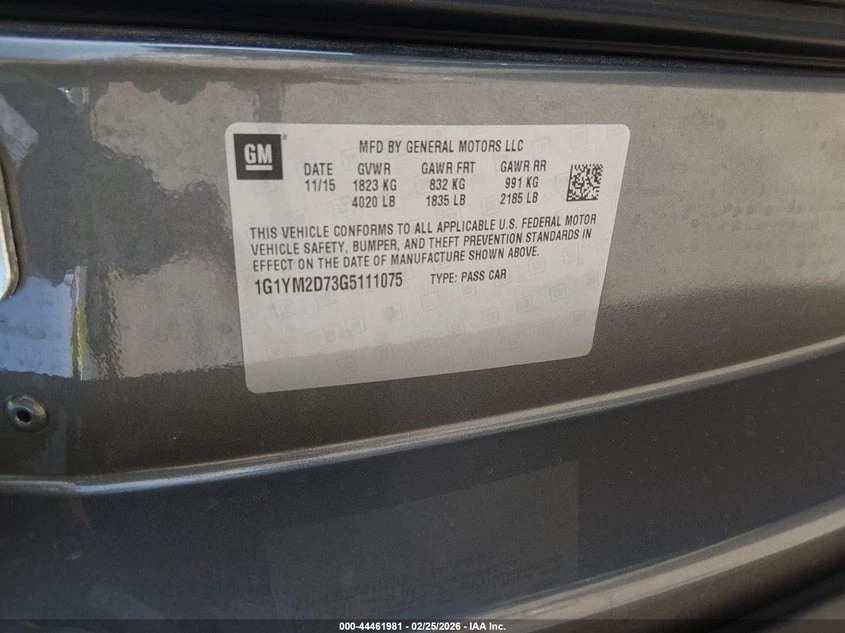 GM
MFD BY GENERAL MOTORS LLC
DATE GVWR GAWR FRT GAWR RR
11/15 1823 KG 832 KG 991 KG
4020 LB 1835 LB 2185 LB
THIS VEHICLE CONFORMS TO ALL APPLICABLE U.S. FEDERAL MOTOR
VEHICLE SAFETY, BUMPER, AND THEFT PREVENTION STANDARDS IN
EFFECT ON THE DATE OF MANUFACTURE SHOWN ABOVE.
1G1YM2D73G5111075 TYPE: PASS CAR
000-44461981 - 02/25/2026 - IAA Inc.